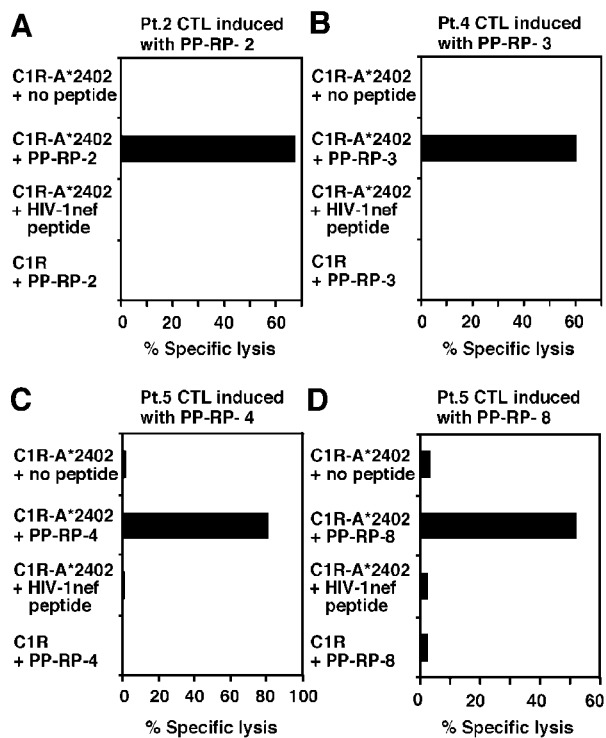 A
Pt.2 CTL induced
with PP-RP- 2
C1R-A*2402
+ no peptide
C1R-A*2402
+ PP-RP-2
C1R-A*2402
+ HIV-1nef
peptide
C1R
+ PP-RP-2
0 20 40 60
% Specific lysis
B
Pt.4 CTL induced
with PP-RP- 3
C1R-A*2402
+ no peptide
C1R-A*2402
+ PP-RP-3
C1R-A*2402
+ HIV-1nef
peptide
C1R
+ PP-RP-3
0 20 40 60
% Specific lysis
C
Pt.5 CTL induced
with PP-RP- 4
C1R-A*2402
+ no peptide
C1R-A*2402
+ PP-RP-4
C1R-A*2402
+ HIV-1nef
peptide
C1R
+ PP-RP-4
0 20 40 60 80 100
% Specific lysis
D
Pt.5 CTL induced
with PP-RP- 8
C1R-A*2402
+ no peptide
C1R-A*2402
+ PP-RP-8
C1R-A*2402
+ HIV-1nef
peptide
C1R
+ PP-RP-8
0 20 40 60
% Specific lysis